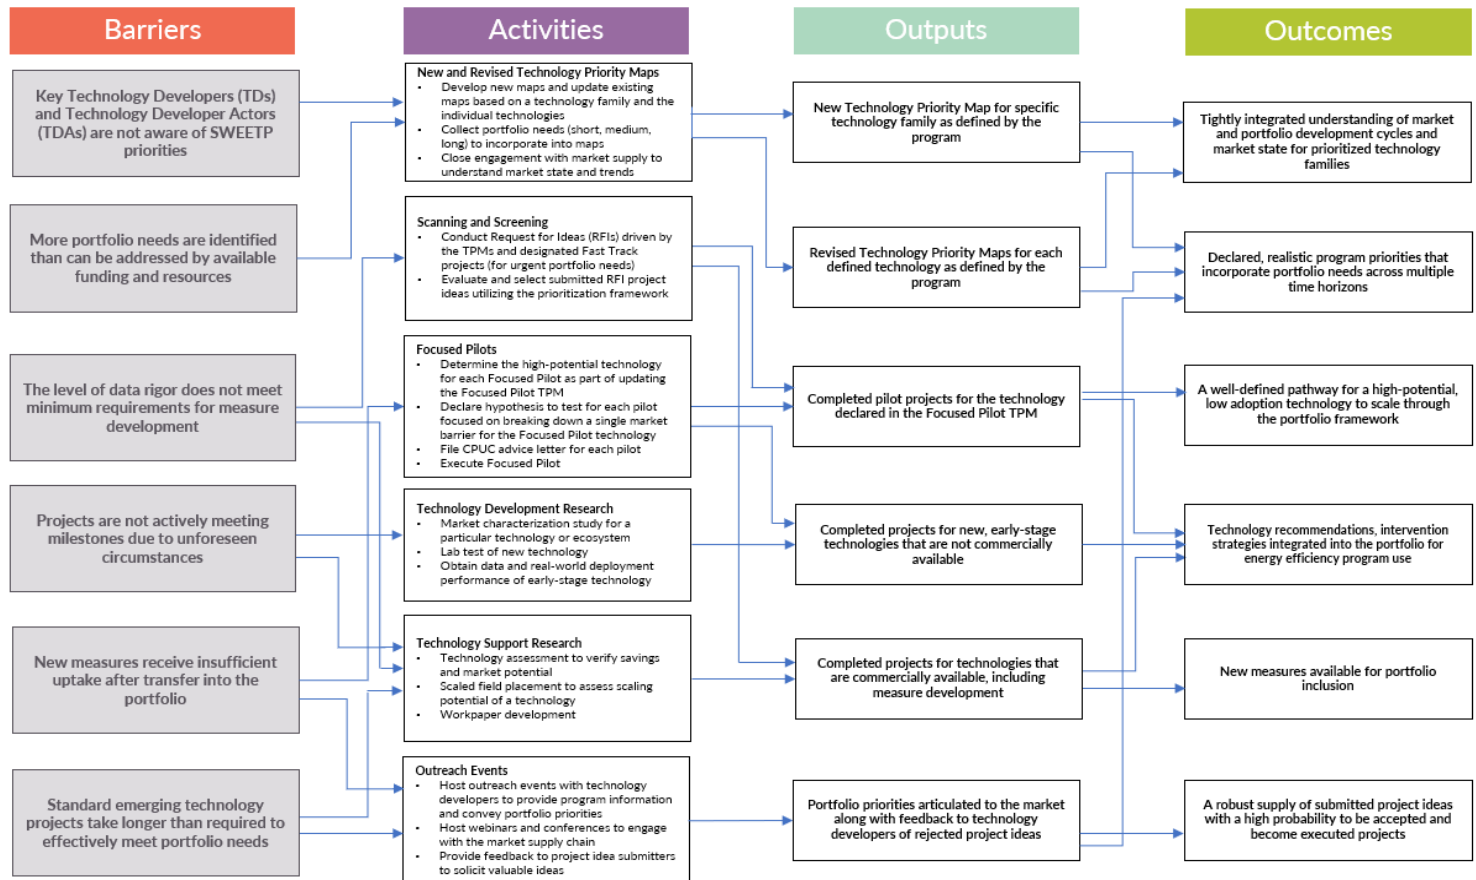 Barriers
Activities
Outputs
Outcomes
Key Technology Developers (TDs)
and Technology Developer Actors
(TDAs) are not aware of SWEETP
priorities
More portfolio needs are identified
than can be addressed by available
funding and resources
The level of data rigor does not meet
minimum requirements for measure
development
Projects are not actively meeting
milestones due to unforeseen
circumstances
New measures receive insufficient
uptake after transfer into the
portfolio
Standard emerging technology
projects take longer than required to
effectively meet portfolio needs
New and Revised Technology Priority Maps
• Develop new maps and update existing
maps based on a technology family and the
individual technologies
• Collect portfolio needs (short, medium,
long) to incorporate into maps
• Close engagement with market supply to
understand market state and trends
Scanning and Screening
• Conduct Request for Ideas (RFIs) driven by
the TPMs and designated Fast Track
projects (for urgent portfolio needs)
• Evaluate and select submitted RFI project
ideas utilizing the prioritization framework
Focused Pilots
• Determine the high-potential technology
for each Focused Pilot as part of updating
the Focused Pilot TPM
• Declare hypothesis to test for each pilot
focused on breaking down a single market
barrier for the Focused Pilot technology
• File CPUC advice letter for each pilot
• Execute Focused Pilot
Technology Development Research
• Market characterization study for a
particular technology or ecosystem
• Lab test of new technology
• Obtain data and real-world deployment
performance of early-stage technology
Technology Support Research
• Technology assessment to verify savings
and market potential
• Scaled field placement to assess scaling
potential of a technology
• Workpaper development
Outreach Events
• Host outreach events with technology
developers to provide program information
and convey portfolio priorities
• Host webinars and conferences to engage
with the market supply chain
• Provide feedback to project idea submitters
to solicit valuable ideas
New Technology Priority Map for specific
technology family as defined by the
program
Revised Technology Priority Maps for each
defined technology as defined by the
program
Completed pilot projects for the technology
declared in the Focused Pilot TPM
Completed projects for new, early-stage
technologies that are not commercially
available
Completed projects for technologies that
are commercially available, including
measure development
Portfolio priorities articulated to the market
along with feedback to technology
developers of rejected project ideas
Tightly integrated understanding of market
and portfolio development cycles and
market state for prioritized technology
families
Declared, realistic program priorities that
incorporate portfolio needs across multiple
time horizons
A well-defined pathway for a high-potential,
low adoption technology to scale through
the portfolio framework
Technology recommendations, intervention
strategies integrated into the portfolio for
energy efficiency program use
New measures available for portfolio
inclusion
A robust supply of submitted project ideas
with a high probability to be accepted and
become executed projects